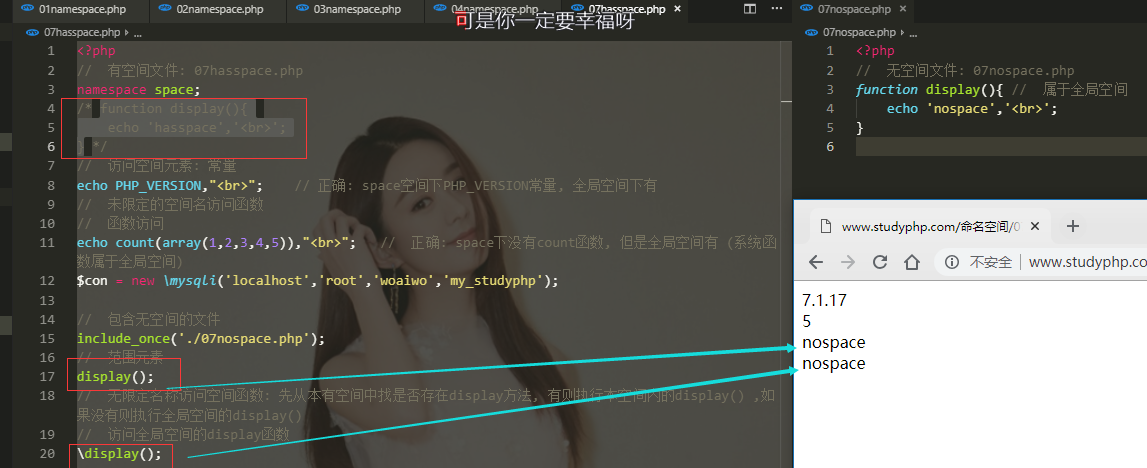 01namespace.php 02namespace.php 03namespace.php 04namespace.php 07hasspace.php ×
可是你一定要幸福呀
07hasspace.php › ...
1 <?php
2 // 有空间文件: 07hasspace.php
3 namespace space;
4 /* function display(){
5 echo 'hasspace','<br>';
6 } */
7 // 访问空间元素: 常量
8 echo PHP_VERSION,"<br>"; // 正确: space空间下PHP_VERSION常量, 全局空间下有
9 // 未限定的空间名访问函数
10 // 函数访问
11 echo count(array(1,2,3,4,5)),"<br>"; // 正确: space下没有count函数, 但是全局空间有 (系统函
数属于全局空间)
12 $con = new \mysqli('localhost','root','woaiwo','my_studyphp');
13
14 // 包含无空间的文件
15 include_once('./07nospace.php');
16 // 范围元素
17 display();
18 // 无限定名称访问空间函数: 先从本有空间中找是否存在display方法, 有则执行本空间内的display() ,如
果没有则执行全局空间的display()
19 // 访问全局空间的display函数
20 \display();
07nospace.php ×
07nospace.php › ...
1 <?php
2 // 无空间文件: 07nospace.php
3 function display(){ // 属于全局空间
4 echo 'nospace','<br>';
5 }
6
www.studyphp.com/命名空间/0 ×
不安全 | www.studyphp.co
7.1.17
5
nospace
nospace